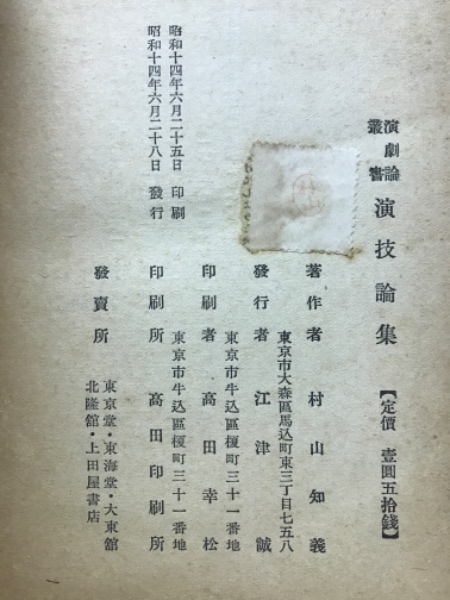 演劇論叢書 演技論集 【定價 壹圓五拾錢】
昭和十四年六月二十五日 印刷
昭和十四年六月二十八日 發行
著作者 村山知義
東京市大森區馬込町東三丁目七五八
發行者 江津誠
東京市牛込區榎町三十一番地
印刷者 高田幸松
東京市牛込區榎町三十一番地
印刷所 高田印刷所
發賣所 東京堂・東海堂・大東館
北隆館・上田屋書店